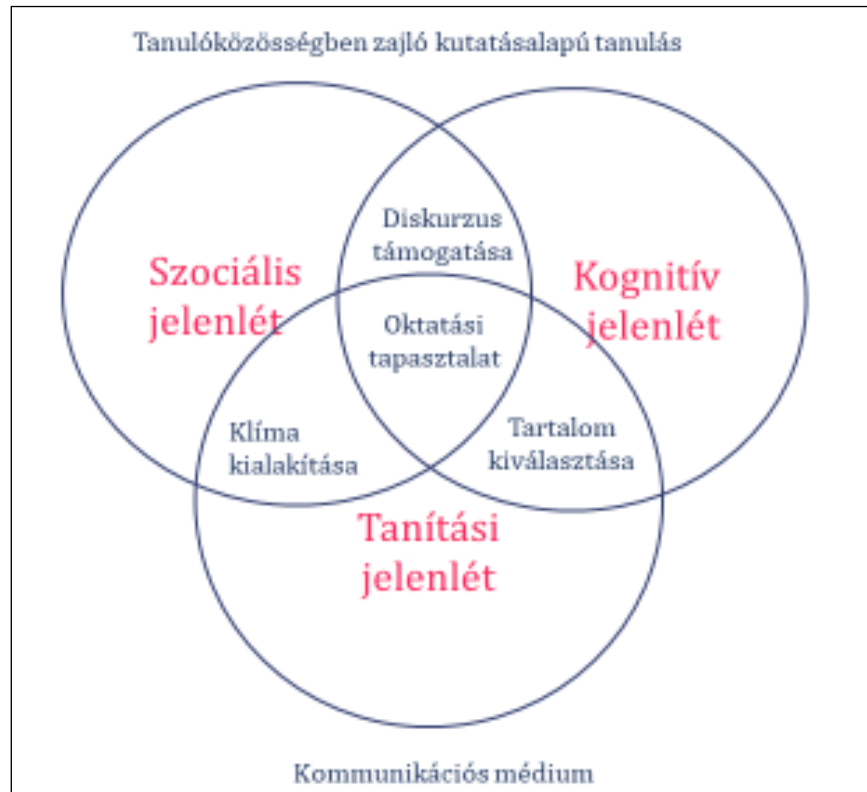 Tanulóközösségben zajló kutatásalapú tanulás
Diskurzus
támogatása
Szociális
jelenlét
Kognitív
jelenlét
Oktatási
tapasztalat
Klíma
kialakítása
Tartalom
kiválasztása
Tanítási
jelenlét
Kommunikációs médium